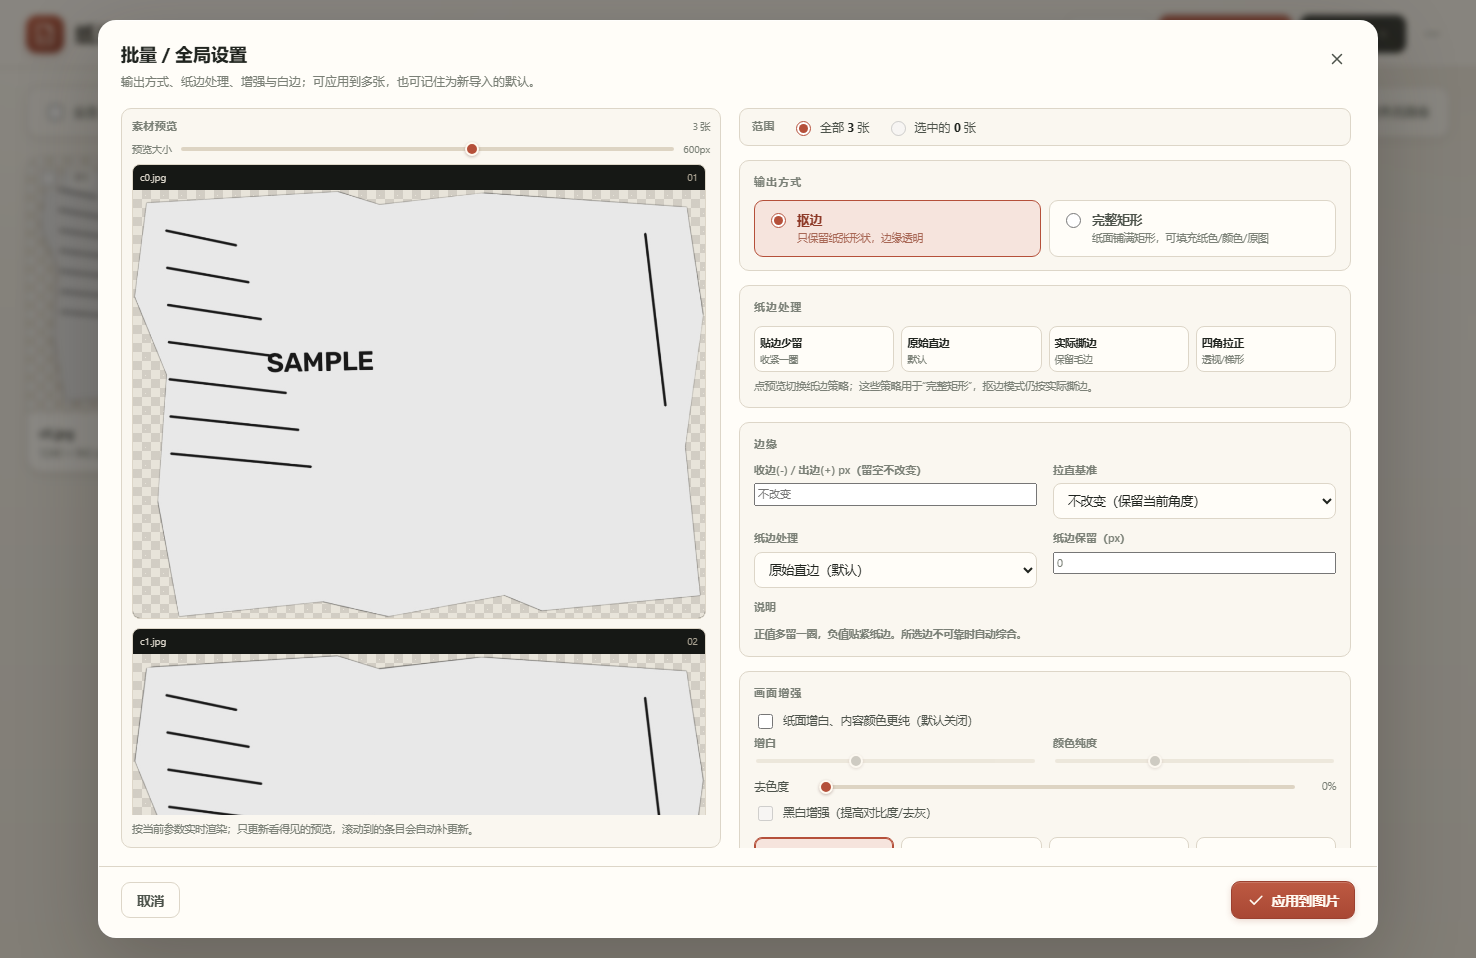 批量 / 全局设置
输出方式、纸边处理、增强与白边；可应用到多张，也可记住为新导入的默认。
素材预览
3 张
预览大小
600px
c0.jpg
01
SAMPLE
c1.jpg
02
按当前参数实时渲染；只更新看得见的预览，滚动到的条目会自动补更新。
范围
全部 3 张
选中的 0 张
输出方式
抠边
只保留纸张形状，边缘透明
完整矩形
纸面铺满矩形，可填充纸色/颜色/原图
纸边处理
贴边少留
收紧一圈
原始直边
默认
实际撕边
保留毛边
四角拉正
透视/梯形
点预览切换纸边策略；这些策略用于“完整矩形”，抠边模式仍按实际撕边。
边缘
收边(-) / 出边(+) px（留空不改变）
不改变
拉直基准
不改变（保留当前角度）
纸边处理
原始直边（默认）
纸边保留（px）
0
说明
正值多留一圈，负值贴紧纸边。所选边不可靠时自动综合。
画面增强
纸面增白、内容颜色更纯（默认关闭）
增白
颜色纯度
去色度
0%
黑白增强（提高对比度/去灰）
取消
应用到图片